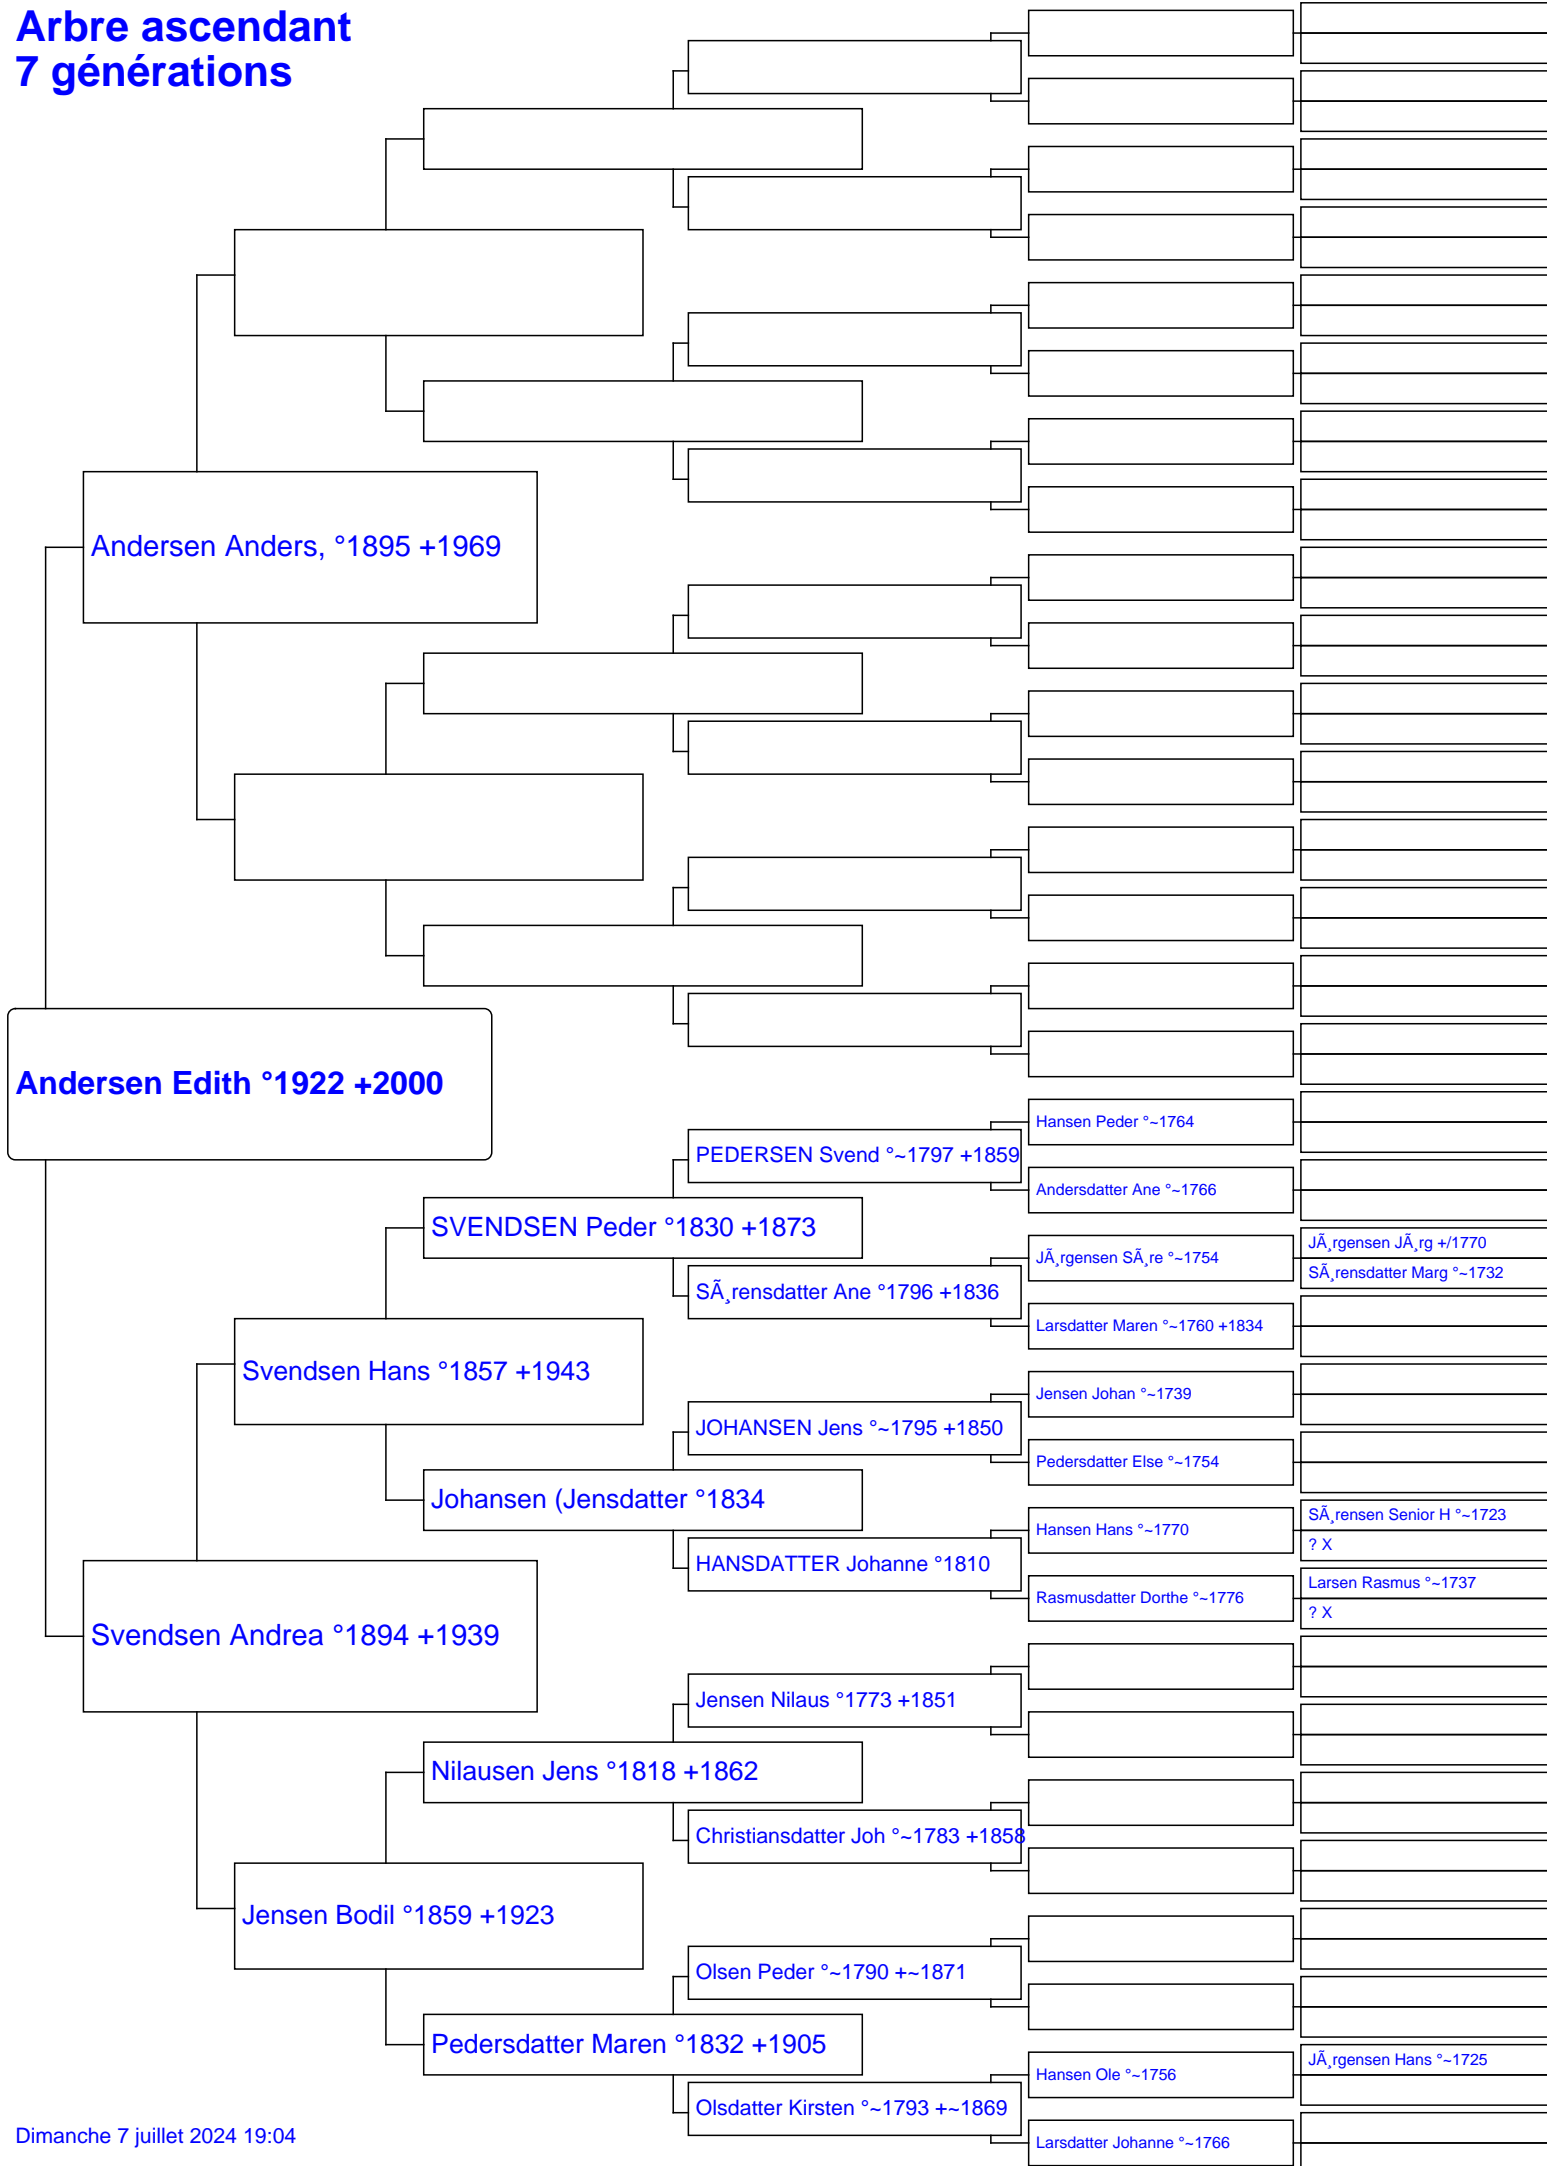 Arbre ascendant
7 générations
Andersen Anders, °1895 +1969
Andersen Edith °1922 +2000
Hansen Peder °~1764
PEDERSEN Svend °~1797 +1859
Andersdatter Ane °~1766
SVENDSEN Peder °1830 +1873
JÃ¸rgensen JÃ¸rg +/1770
JÃ¸rgensen SÃ¸re °~1754
SÃ¸rensdatter Marg °~1732
SÃ¸rensdatter Ane °1796 +1836
Larsdatter Maren °~1760 +1834
Svendsen Hans °1857 +1943
Jensen Johan °~1739
JOHANSEN Jens °~1795 +1850
Pedersdatter Else °~1754
Johansen (Jensdatter °1834
SÃ¸rensen Senior H °~1723
Hansen Hans °~1770
? X
HANSDATTER Johanne °1810
Larsen Rasmus °~1737
Rasmusdatter Dorthe °~1776
? X
Svendsen Andrea °1894 +1939
Jensen Nilaus °1773 +1851
Nilausen Jens °1818 +1862
Christiansdatter Joh °~1783 +1858
Jensen Bodil °1859 +1923
Olsen Peder °~1790 +~1871
Pedersdatter Maren °1832 +1905
JÃ¸rgensen Hans °~1725
Hansen Ole °~1756
Olsdatter Kirsten °~1793 +~1869
Larsdatter Johanne °~1766
Dimanche 7 juillet 2024 19:04